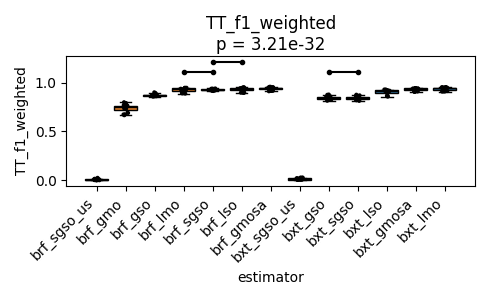 TT_f1_weighted
p = 3.21e-32
TT_f1_weighted
1.0
0.5
0.0
brf_sgso_us
brf_gmo
brf_gso
brf_lmo
brf_sgso
brf_lso
brf_gmosa
bxt_sgso_us
bxt_gso
bxt_sgso
bxt_lso
bxt_gmosa
bxt_lmo
estimator